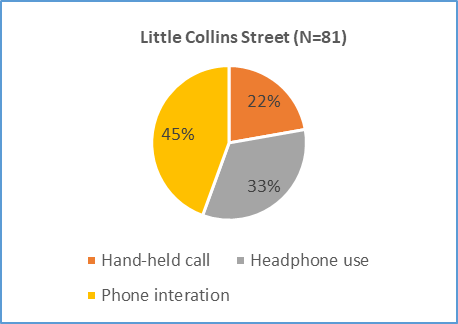 Little Collins Street (N=81)
22%
45%
33%
Hand-held call
Headphone use
Phone interation